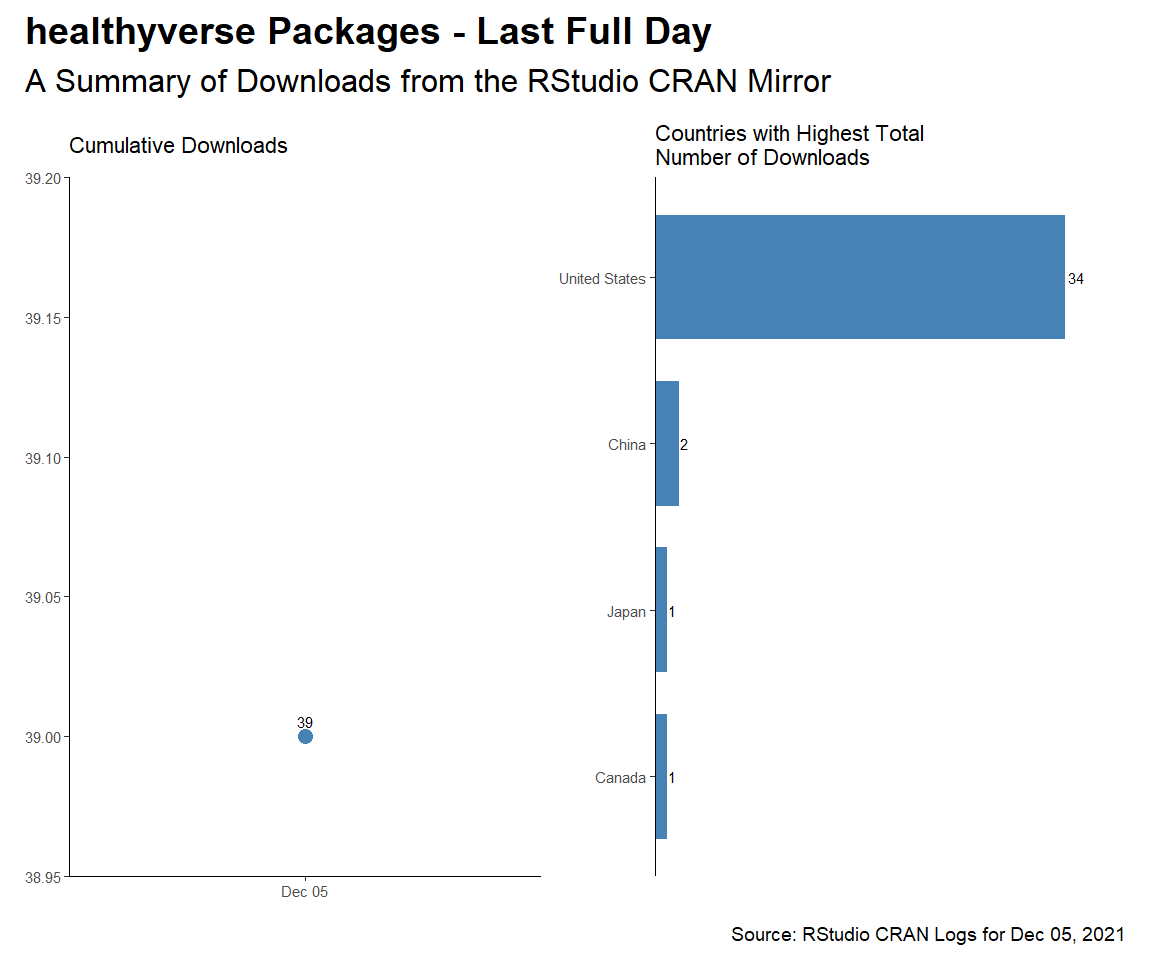 healthyverse Packages - Last Full Day
A Summary of Downloads from the RStudio CRAN Mirror
Cumulative Downloads
39.20
39.15
39.10
39.05
39.00
38.95
39
Dec 05
Countries with Highest Total
Number of Downloads
United States
34
China
2
Japan
1
Canada
1
Source: RStudio CRAN Logs for Dec 05, 2021